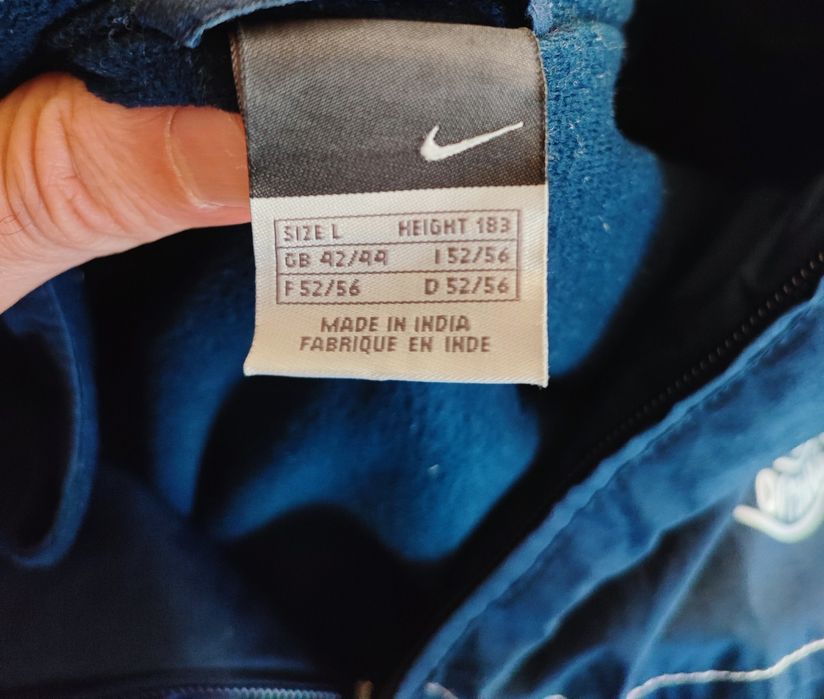 SIZE L HEIGHT 183
GB 42/44 I 52/56
F 52/56 D 52/56
MADE IN INDIA
FABRIQUE EN INDE